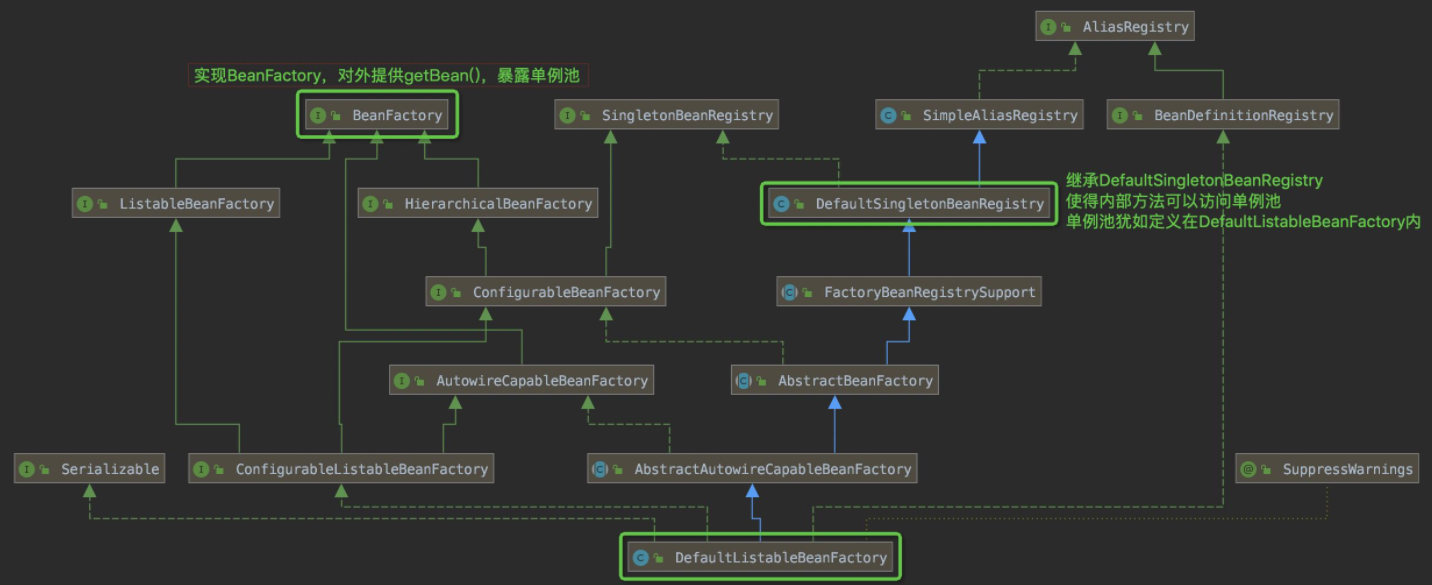 AliasRegistry
实现BeanFactory，对外提供getBean()，暴露单例池
BeanFactory
SingletonBeanRegistry
SimpleAliasRegistry
BeanDefinitionRegistry
ListableBeanFactory
HierarchicalBeanFactory
DefaultSingletonBeanRegistry
继承DefaultSingletonBeanRegistry
使得内部方法可以访问单例池
单例池犹如定义在DefaultListableBeanFactory内
ConfigurableBeanFactory
FactoryBeanRegistrySupport
AutowireCapableBeanFactory
AbstractBeanFactory
Serializable
ConfigurableListableBeanFactory
AbstractAutowireCapableBeanFactory
SuppressWarnings
DefaultListableBeanFactory